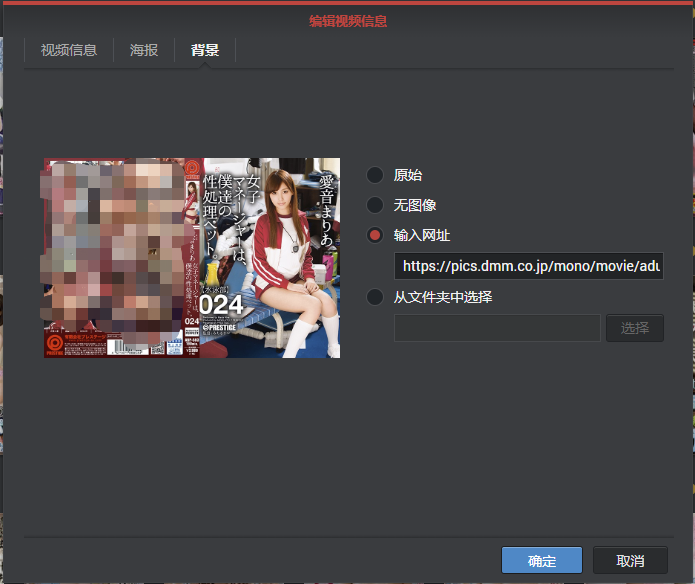 编辑视频信息
视频信息
海报
背景
愛音まりあ
女子
マネージャーは、
僕達の
性処理ペット。
024
PRESTIGE
024
PRESTIGE
原始
无图像
输入网址
https://pics.dmm.co.jp/mono/movie/adu
从文件夹中选择
选择
确定
取消